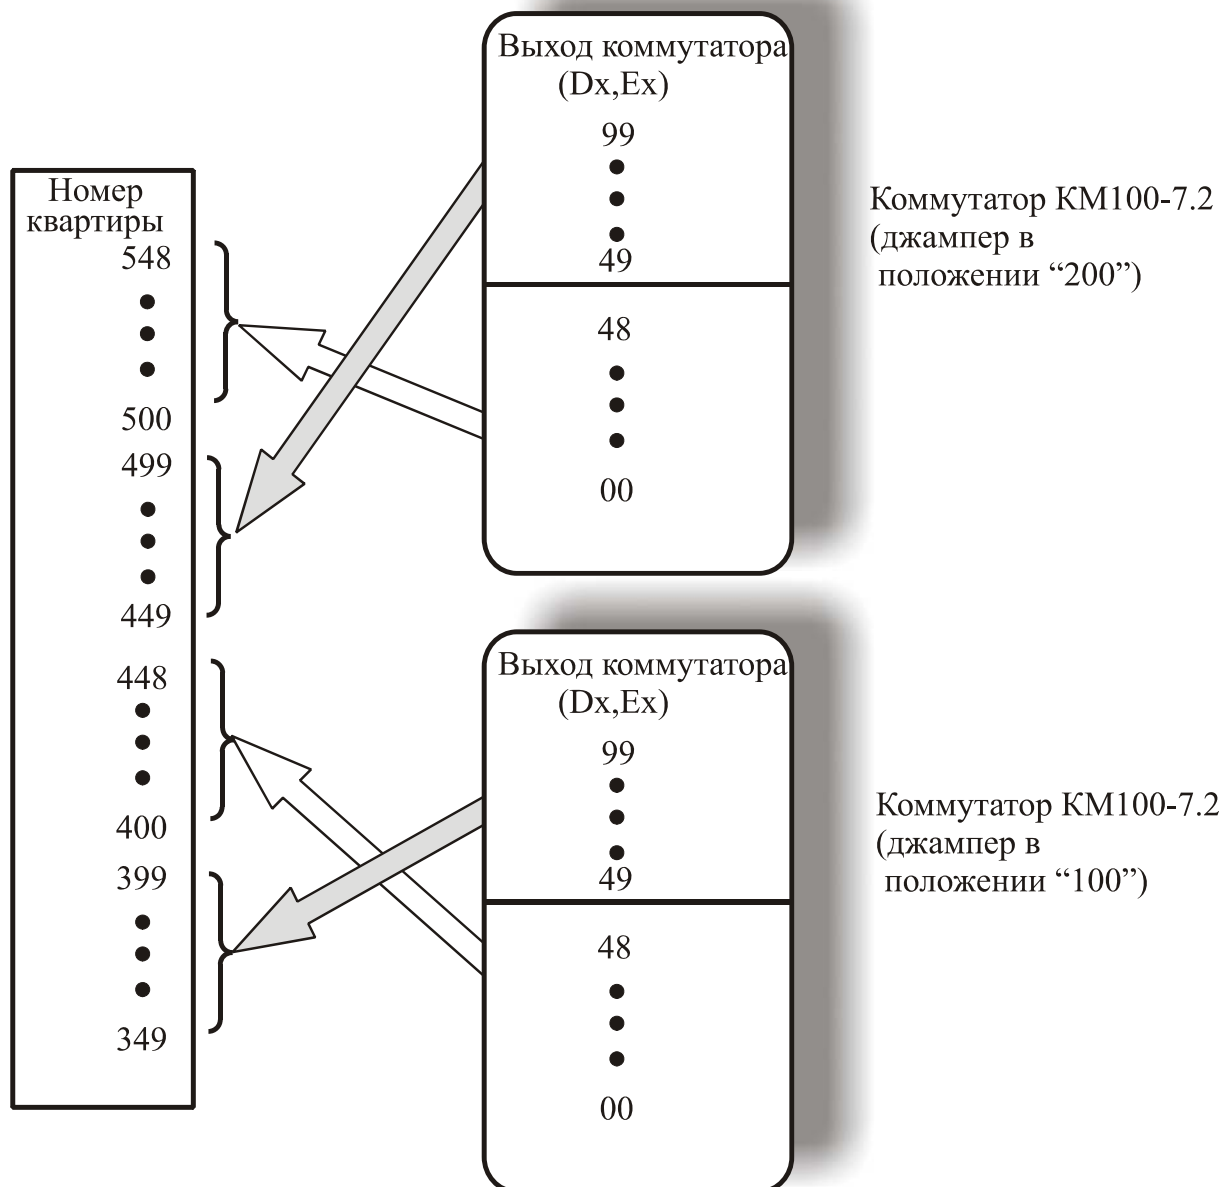 Номер
квартиры
548
500
499
449
448
400
399
349
Выход коммутатора
(Dx,Ex)
99
49
48
00
Коммутатор КМ100-7.2
(джампер в
положении “200”)
Выход коммутатора
(Dx,Ex)
99
49
48
00
Коммутатор КМ100-7.2
(джампер в
положении “100”)